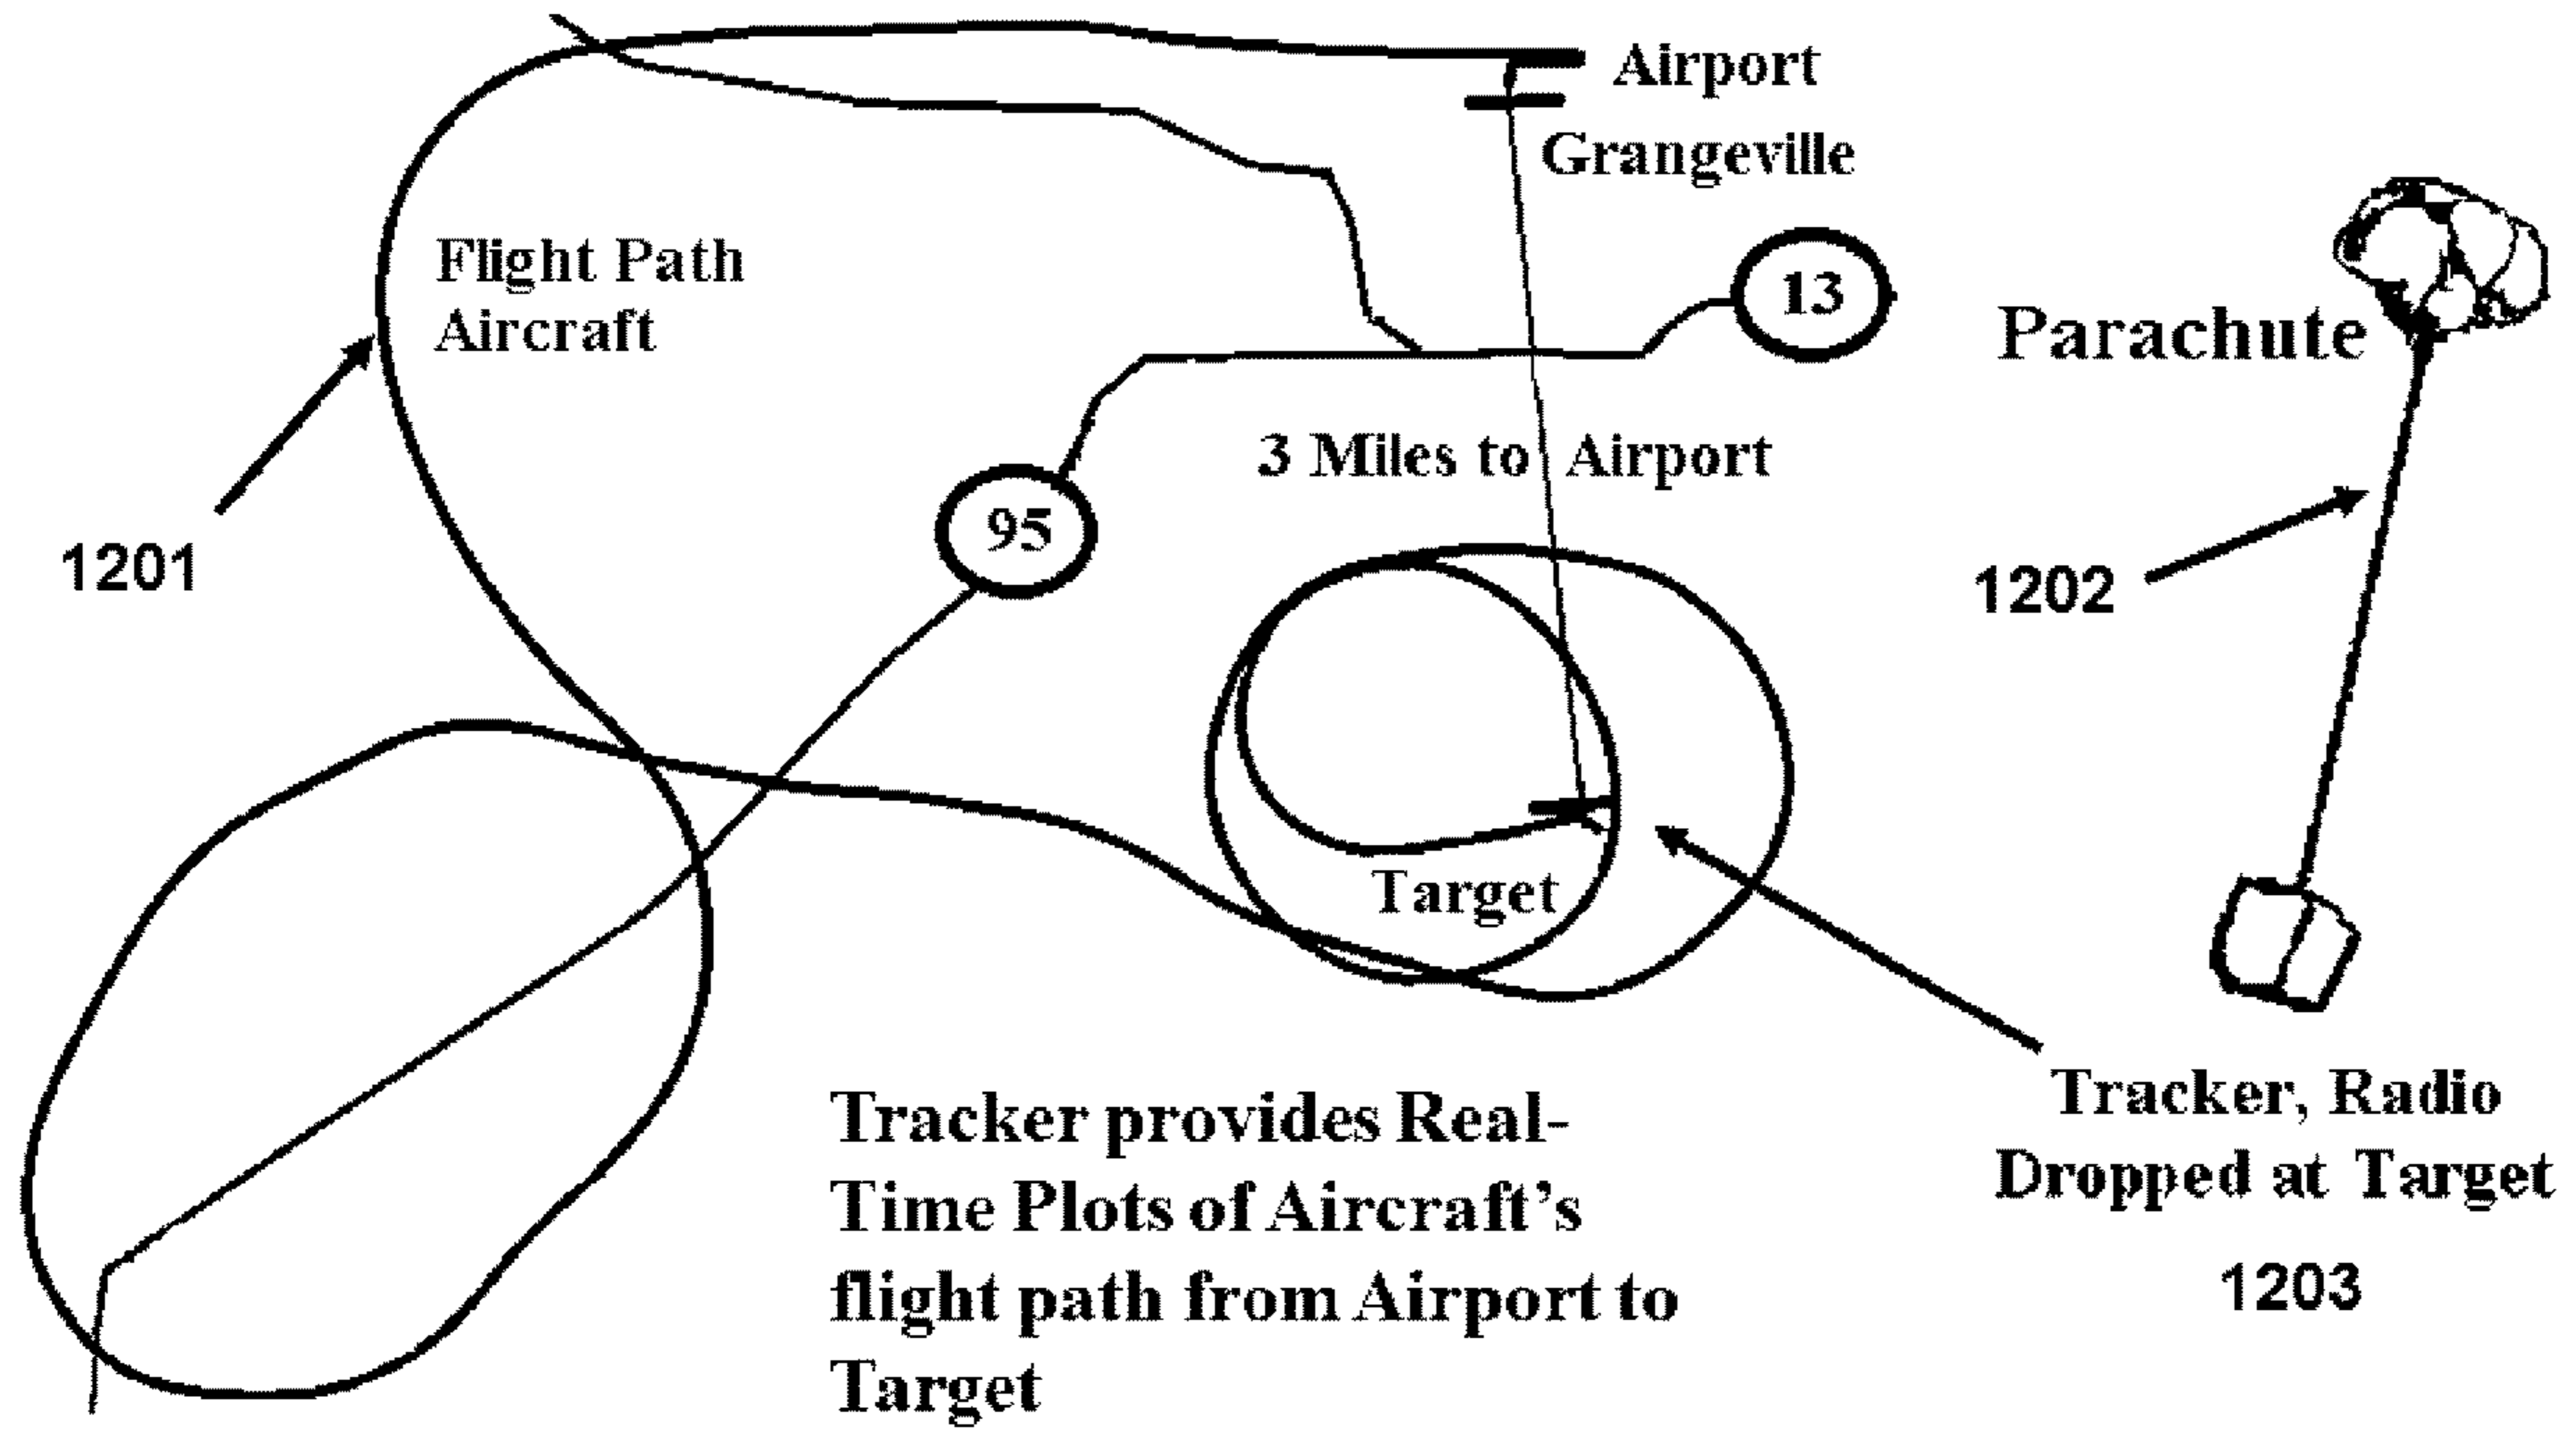 Airport
Grangeville
Flight Path
Aircraft
13
Parachute
3 Miles to Airport
95
1201
1202
Target
Tracker provides Real-
Time Plots of Aircraft's
flight path from Airport to
Target
Tracker, Radio
Dropped at Target
1203